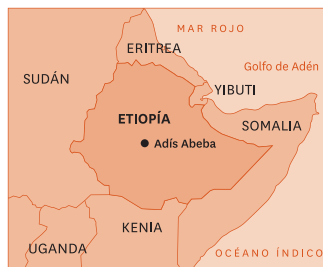 MAR ROJO
ERITREA
Golfo de Adén
SUDÁN
YIBUTI
ETIOPÍA
SOMALIA
Adís Abeba
KENIA
UGANDA
OCÉANO ÍNDICO